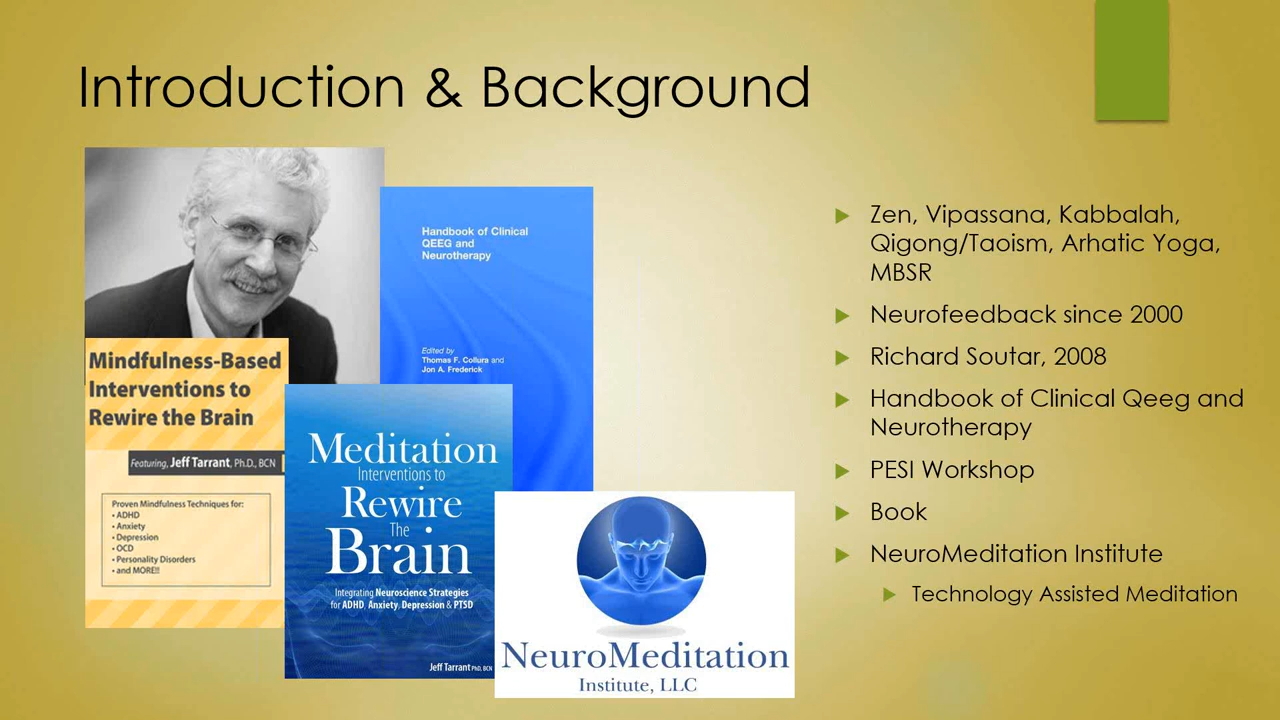 Introduction & Background
Handbook of Clinical
QEEG and
Neurotherapy
Edited by
Thomas F. Collura and
Jon A. Frederick
Mindfulness-Based
Interventions to
Rewire the Brain
Featuring, Jeff Tarrant, Ph.D., BCN
Proven Mindfulness Techniques for:
• ADHD
• Anxiety
• Depression
• OCD
• Personality Disorders
• and MORE!!
Meditation
Interventions to
Rewire
The
Brain
Integrating Neuroscience Strategies
for ADHD, Anxiety, Depression & PTSD
Jeff Tarrant PhD, BCN
NeuroMeditation
Institute, LLC
Zen, Vipassana, Kabbalah,
Qigong/Taoism, Arhatic Yoga,
MBSR
Neurofeedback since 2000
Richard Soutar, 2008
Handbook of Clinical Qeeg and
Neurotherapy
PESI Workshop
Book
NeuroMeditation Institute
Technology Assisted Meditation